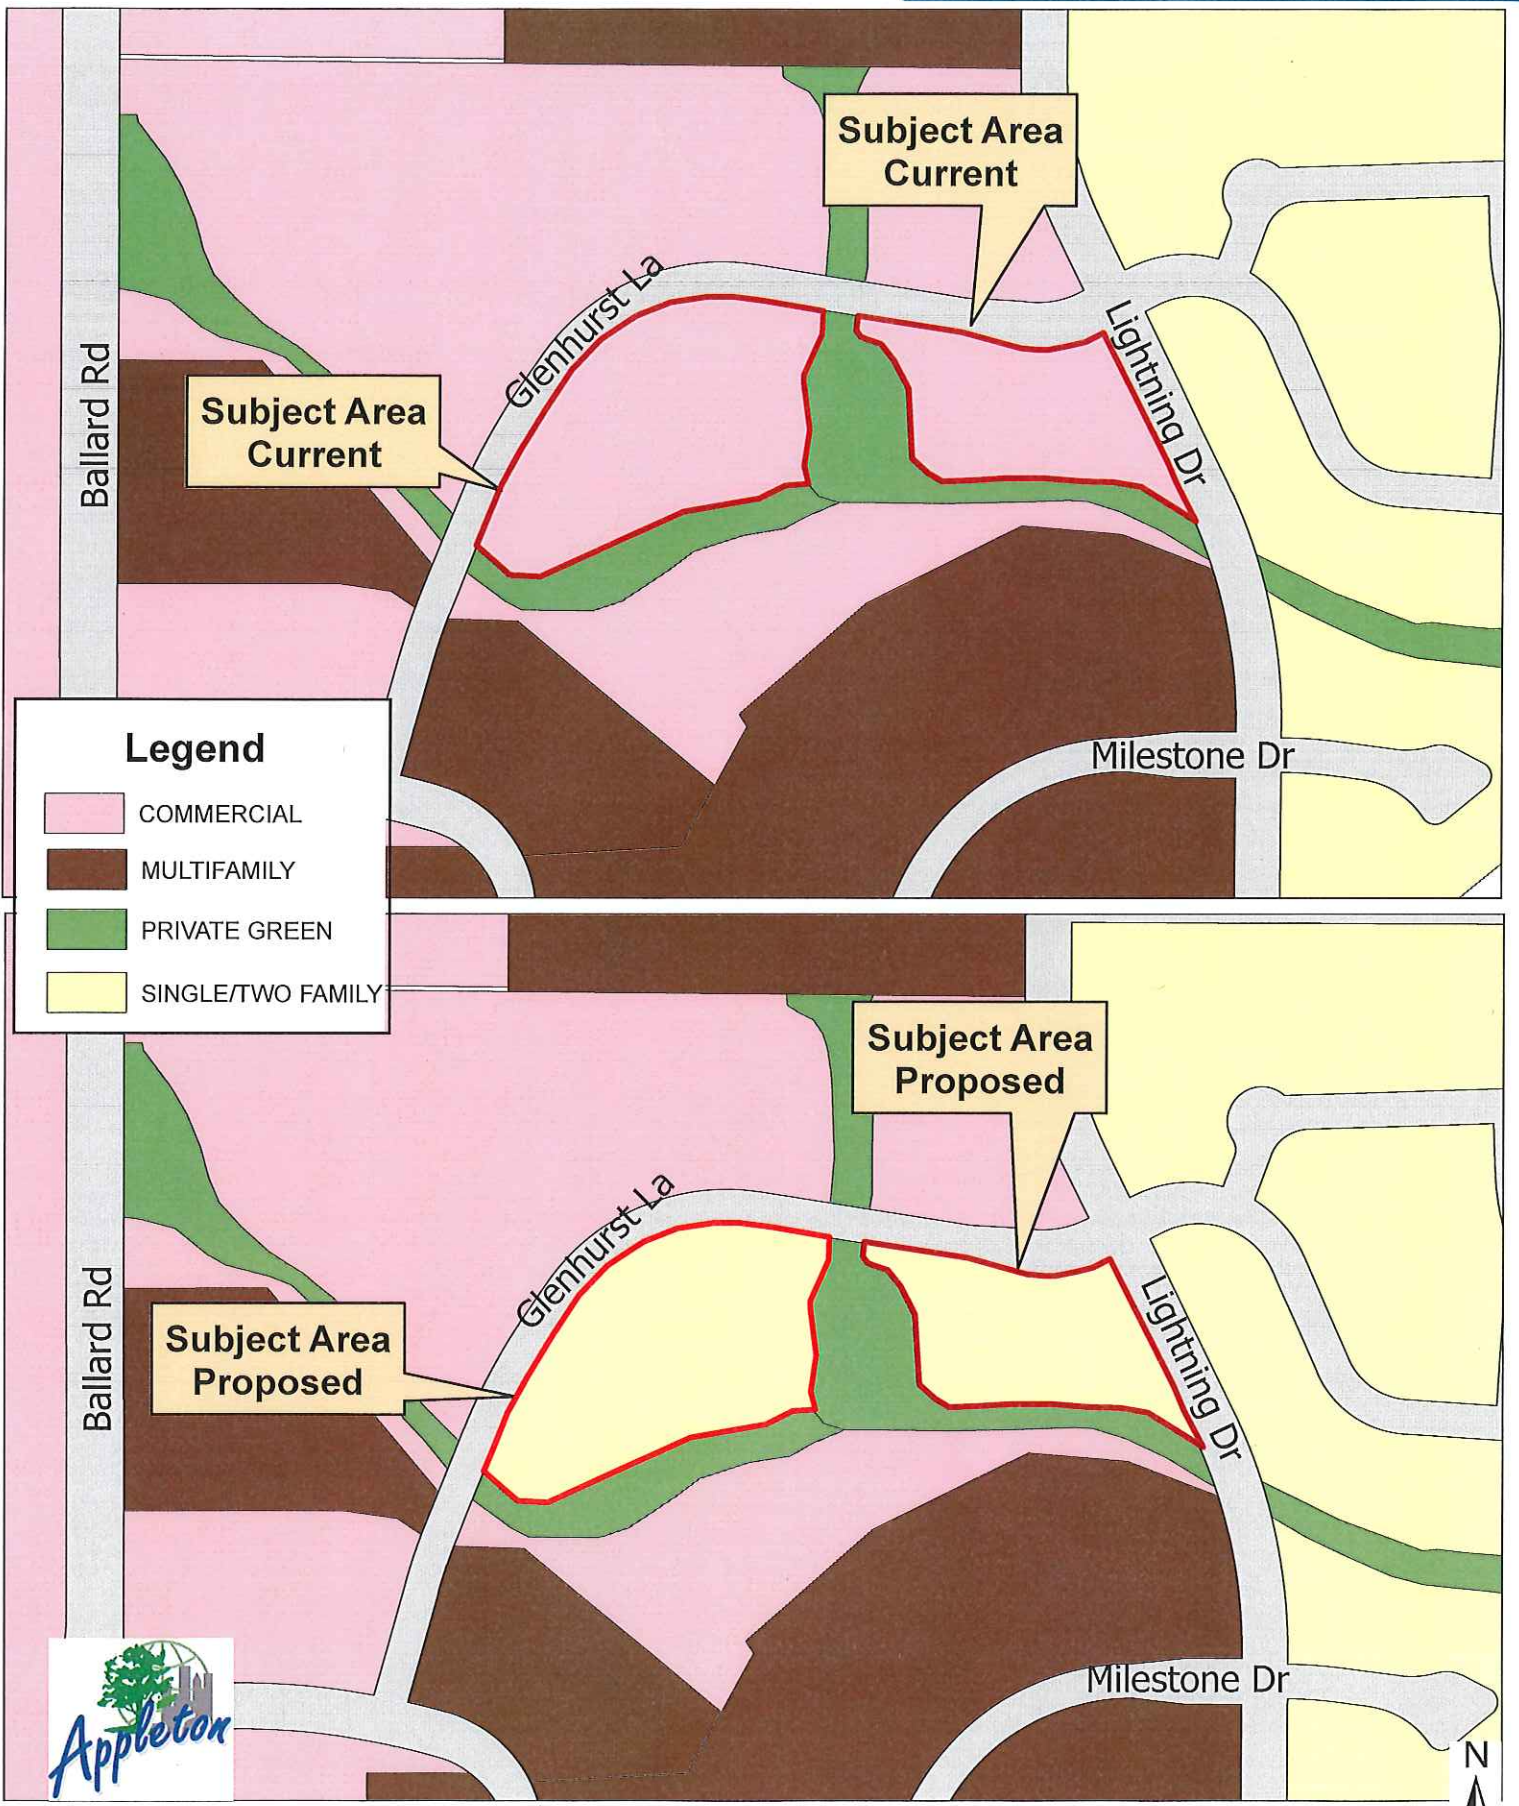 Subject Area
Current
Glenhurst La
Lightning Dr
Subject Area
Current
Ballard Rd
Milestone Dr
Legend
COMMERCIAL
MULTIFAMILY
PRIVATE GREEN
SINGLE/TWO FAMILY
Subject Area
Proposed
Glenhurst La
Lightning Dr
Subject Area
Proposed
Ballard Rd
Milestone Dr
Appleton
N